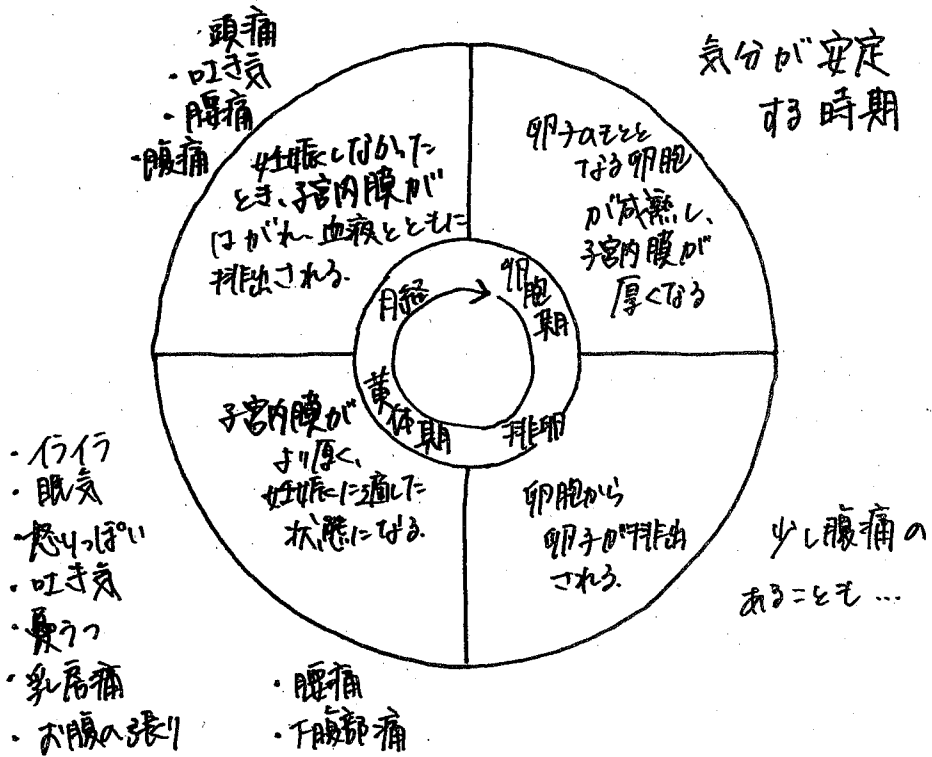 ・頭痛
・吐き気
・腰痛
・腹痛
妊娠しなかった
とき、子宮内膜が
はがれ、血液とともに
排出される。
月経
気分が安定
する時期
卵子のもとと
なる卵胞
が成熟し、
子宮内膜が
厚くなる
卵胞期
子宮内膜が
より厚く、
妊娠に適した
状態になる。
黄体期
・イライラ
・眠気
・怒りっぽい
・吐き気
・憂うつ
・乳房痛
・お腹の張り
・腰痛
・下腹部痛
排卵
卵胞から
卵子が排出
される。
少し腹痛の
あることも…